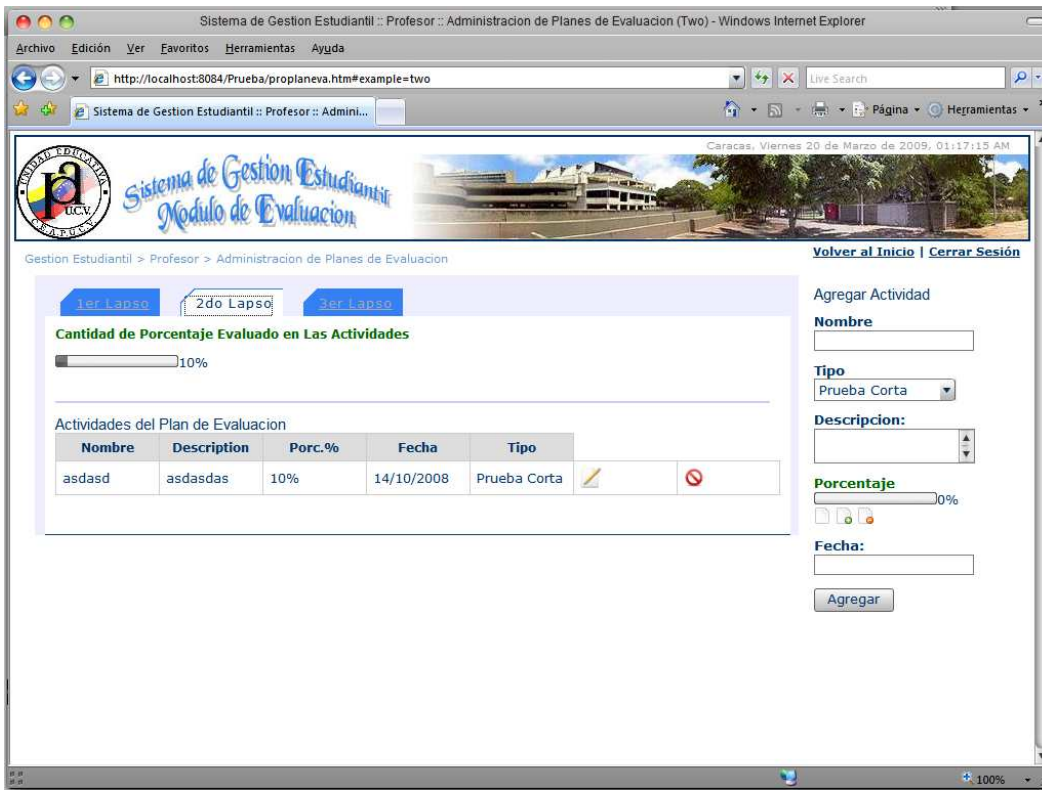 Sistema de Gestion Estudiantil :: Profesor :: Administracion de Planes de Evaluacion (Two) - Windows Internet Explorer
Archivo Edición Ver Favoritos Herramientas Ayuda
http://localhost:8084/Prueba/proplaneva.htm#example=two
Live Search
Sistema de Gestion Estudiantil :: Profesor :: Admini...
Página
Herramientas
Caracas, Viernes 20 de Marzo de 2009, 01:17:15 AM
UNIDAD EDUCATIVA
U.C.V.
Sistema de Gestion Estudiantil
Modulo de Evaluacion
Gestion Estudiantil > Profesor > Administracion de Planes de Evaluacion
Volver al Inicio | Cerrar Sesión
1er Lapso 2do Lapso 3er Lapso
Cantidad de Porcentaje Evaluado en Las Actividades
10%
Actividades del Plan de Evaluacion
Nombre Description Porc.% Fecha Tipo
asdasd asdasdas 10% 14/10/2008 Prueba Corta
Agregar Actividad
Nombre
Tipo
Prueba Corta
Descripcion:
Porcentaje
0%
Fecha:
Agregar
100%